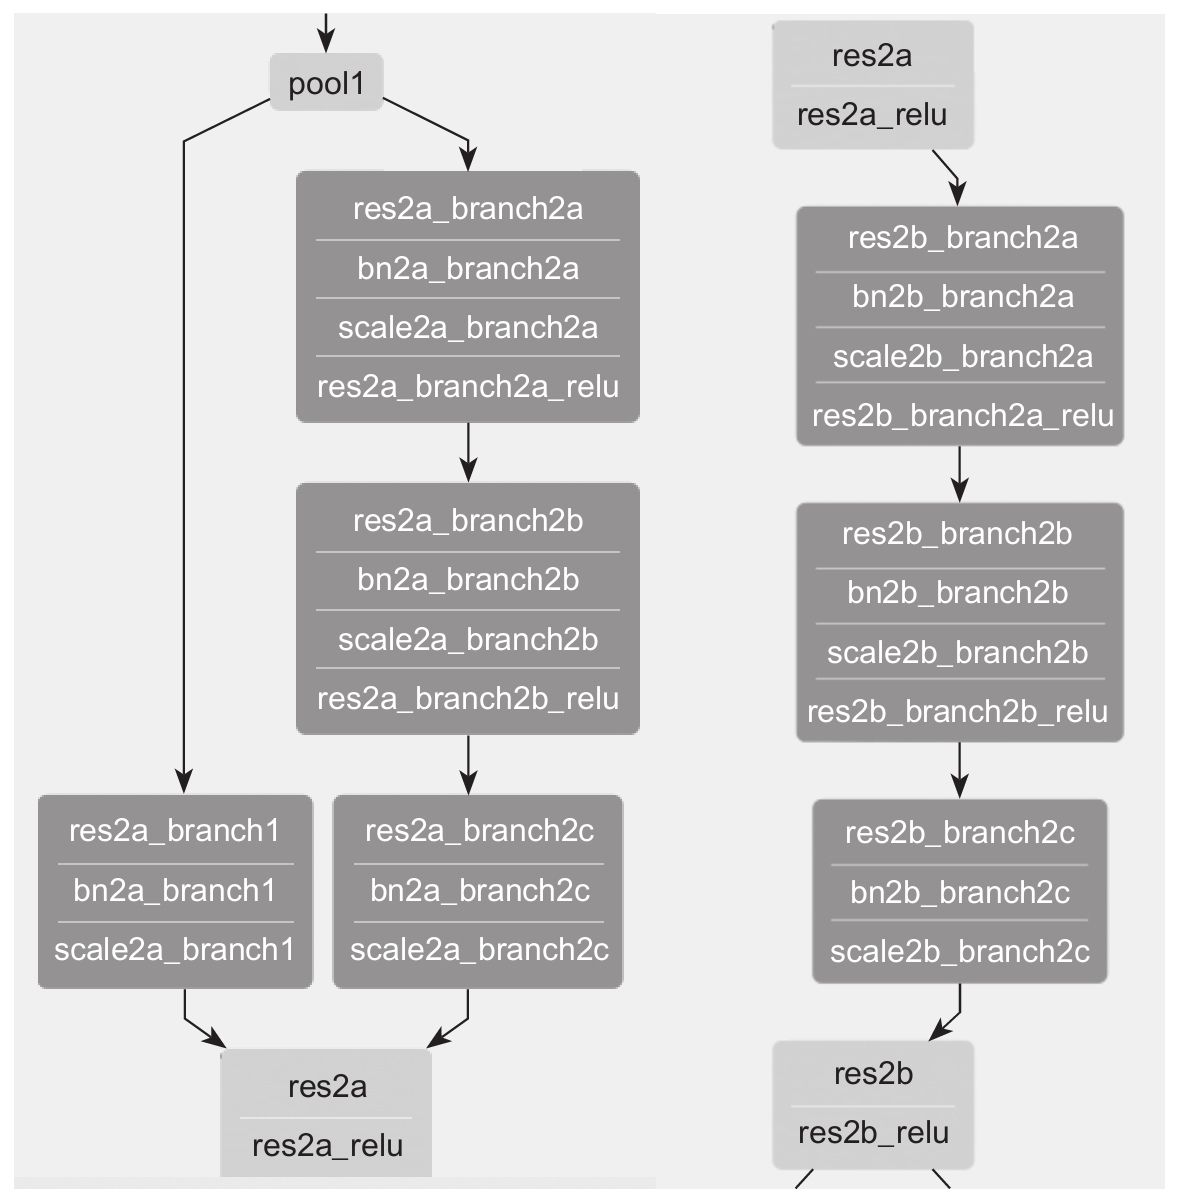 pool1
res2a_branch2a
bn2a_branch2a
scale2a_branch2a
res2a_branch2a_relu
res2a_branch2b
bn2a_branch2b
scale2a_branch2b
res2a_branch2b_relu
res2a_branch1
bn2a_branch1
scale2a_branch1
res2a_branch2c
bn2a_branch2c
scale2a_branch2c
res2a
res2a_relu
res2a
res2a_relu
res2b_branch2a
bn2b_branch2a
scale2b_branch2a
res2b_branch2a_relu
res2b_branch2b
bn2b_branch2b
scale2b_branch2b
res2b_branch2b_relu
res2b_branch2c
bn2b_branch2c
scale2b_branch2c
res2b
res2b_relu